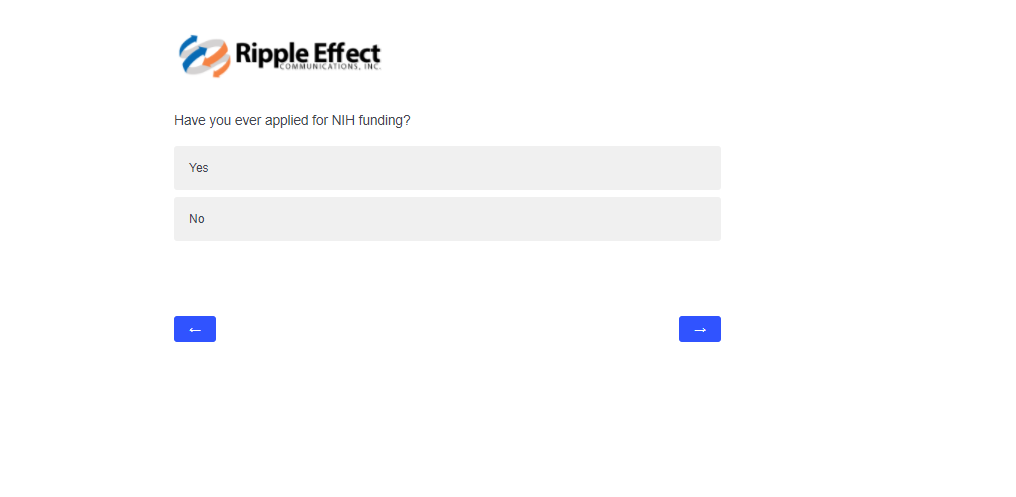 Ripple Effect
COMMUNICATIONS, INC.
Have you ever applied for NIH funding?
Yes
No
← →